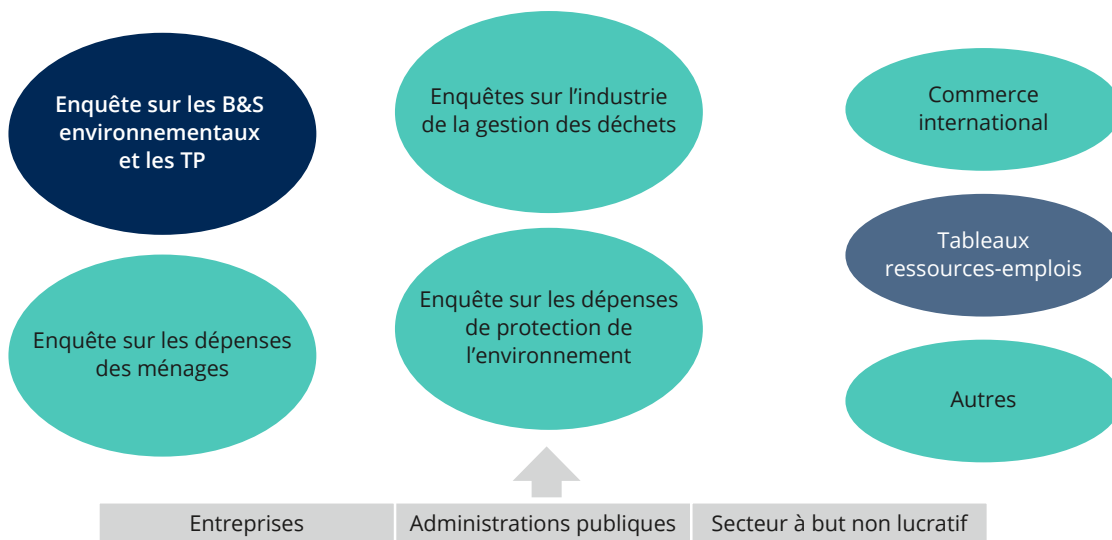 Enquête sur les B&S
environnementaux
et les TP
Enquêtes sur l'industrie
de la gestion des déchets
Commerce
international
Tableaux
ressources-emplois
Enquête sur les dépenses
des ménages
Enquête sur les dépenses
de protection de
l'environnement
Autres
Entreprises
Administrations publiques
Secteur à but non lucratif